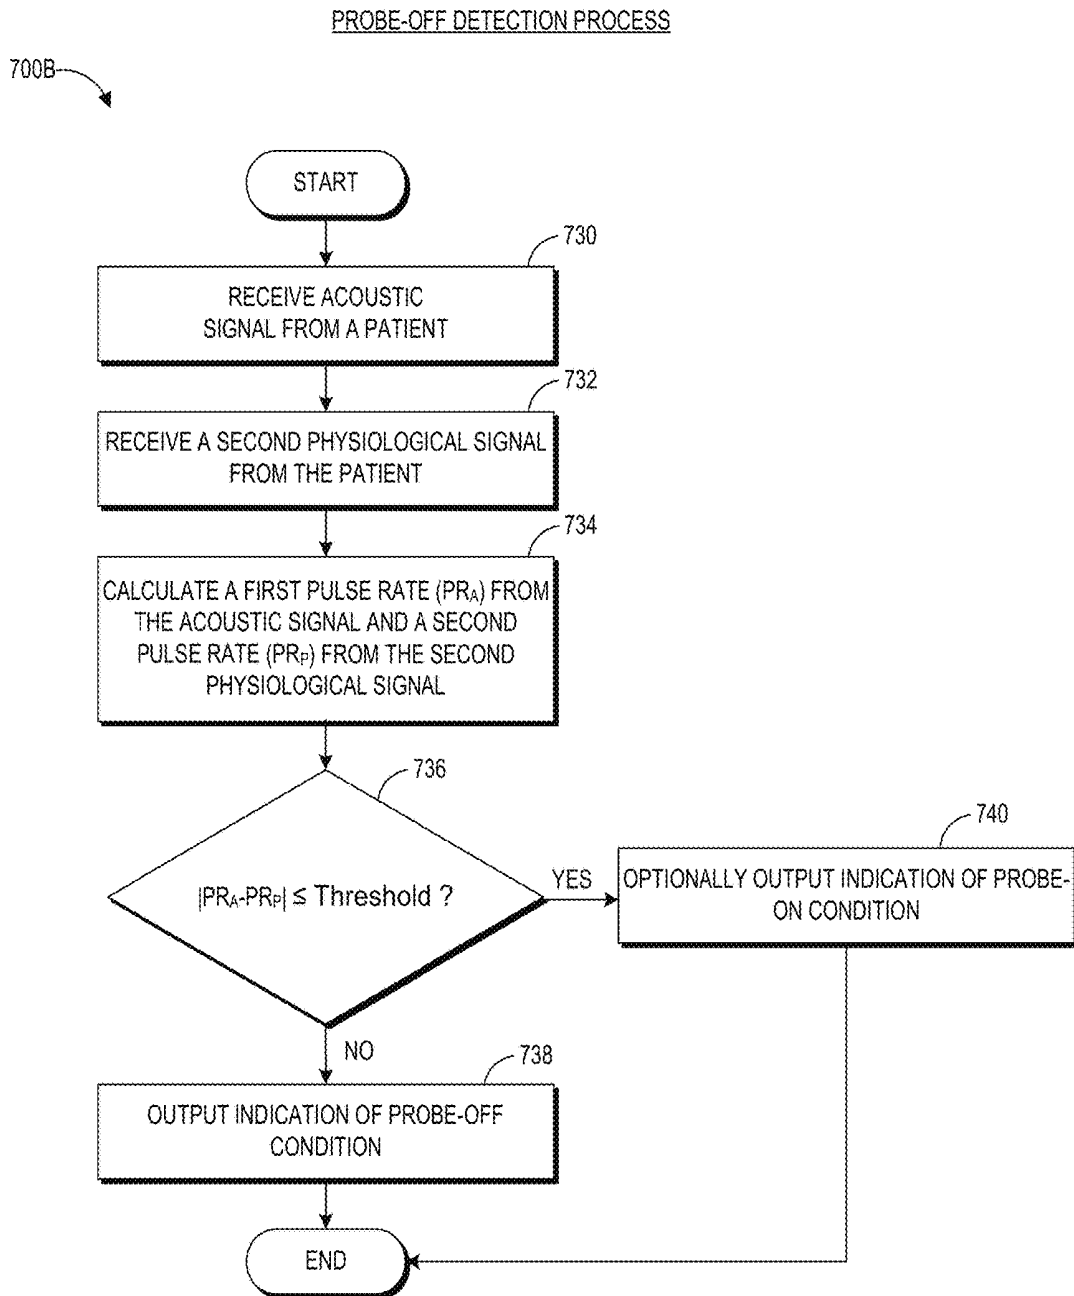 PROBE-OFF DETECTION PROCESS
700B
START
730
RECEIVE ACOUSTIC
SIGNAL FROM A PATIENT
732
RECEIVE A SECOND PHYSIOLOGICAL SIGNAL
FROM THE PATIENT
734
CALCULATE A FIRST PULSE RATE (PRA) FROM
THE ACOUSTIC SIGNAL AND A SECOND
PULSE RATE (PRP) FROM THE SECOND
PHYSIOLOGICAL SIGNAL
736
|PRA-PRP| ≤ Threshold ?
YES
740
OPTIONALLY OUTPUT INDICATION OF PROBE-
ON CONDITION
NO
738
OUTPUT INDICATION OF PROBE-OFF
CONDITION
END